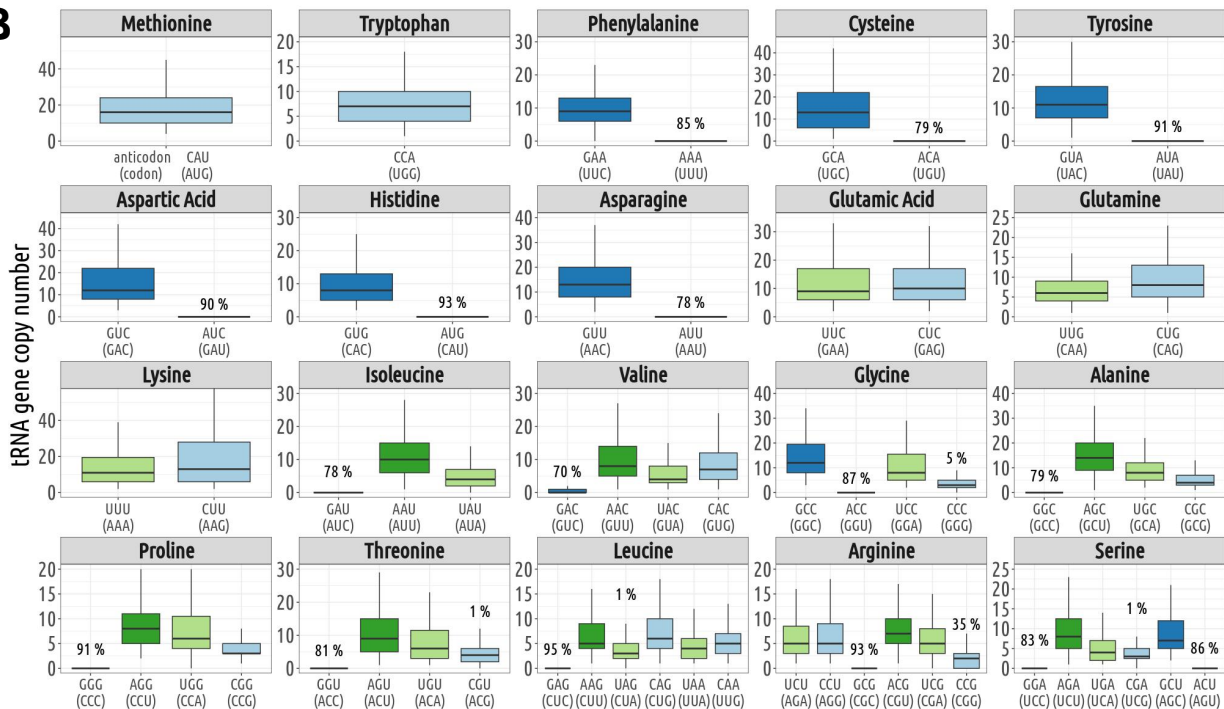 B
tRNA gene copy number
Methionine
40
20
0
anticodon CAU
(codon) (AUG)
Tryptophan
20
15
10
5
0
CCA
(UGG)
Phenylalanine
30
20
10
0
85 %
GAA AAA
(UUC) (UUU)
Cysteine
40
30
20
10
0
79 %
GCA ACA
(UGC) (UGU)
Tyrosine
30
20
10
0
91 %
GUA AUA
(UAC) (UAU)
Aspartic Acid
40
30
20
10
0
90 %
GUC AUC
(GAC) (GAU)
Histidine
30
20
10
0
93 %
GUG AUG
(CAC) (CAU)
Asparagine
40
30
20
10
0
78 %
GUU AUU
(AAC) (AAU)
Glutamic Acid
30
20
10
0
UUC CUC
(GAA) (GAG)
Glutamine
25
20
15
10
5
0
UUG CUG
(CAA) (CAG)
Lysine
40
20
0
UUU CUU
(AAA) (AAG)
Isoleucine
30
20
10
0
78 %
GAU AAU UAU
(AUC) (AUU) (AUA)
Valine
30
20
10
0
70 %
GAC AAC UAC CAC
(GUC) (GUU) (GUA) (GUG)
Glycine
40
30
20
10
0
87 % 5 %
GCC ACC UCC CCC
(GGC) (GGU) (GGA) (GGG)
Alanine
40
30
20
10
0
79 %
GGC AGC UGC CGC
(GCC) (GCU) (GCA) (GCG)
Proline
20
15
10
5
0
91 %
GGG AGG UGG CGG
(CCC) (CCU) (CCA) (CCG)
Threonine
30
20
10
0
81 % 1 %
GGU AGU UGU CGU
(ACC) (ACU) (ACA) (ACG)
Leucine
20
15
10
5
0
95 % 1 %
GAG AAG UAG CAG UAA CAA
(CUC) (CUU) (CUA) (CUG) (UUA) (UUG)
Arginine
20
15
10
5
0
93 % 35 %
UCU CCU GCG ACG UCG CCG
(AGA) (AGG) (CGC) (CGU) (CGA) (CGG)
Serine
25
20
15
10
5
0
83 % 1 % 86 %
GGA AGA UGA CGA GCU ACU
(UCC) (UCU) (UCA) (UCG) (AGC) (AGU)